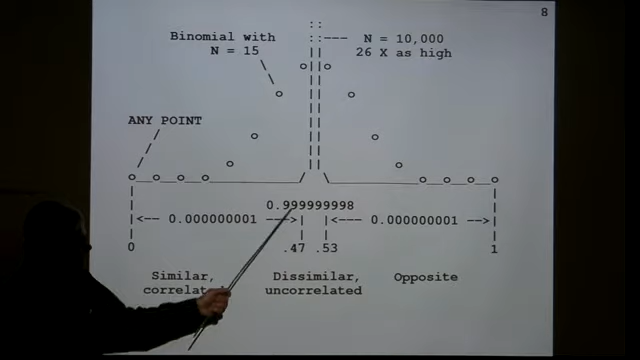 8
Binomial with
N = 15
N = 10,000
26 X as high
ANY POINT
0.999999998
<-- 0.000000001 -->
<-- 0.000000001 -->
0 .47 .53 1
Similar, Dissimilar, Opposite
uncorrelated